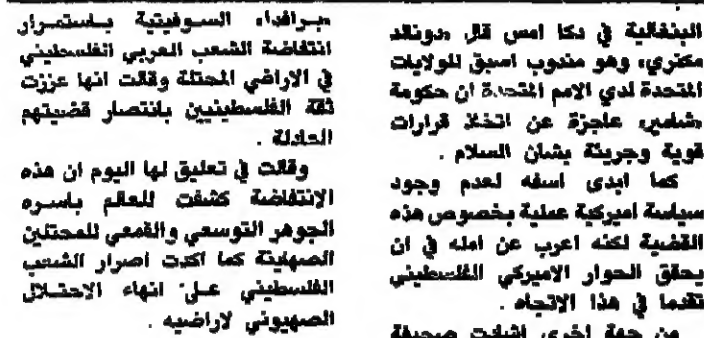 البنغالية في دكا امس قال «دونالد
مكنري» وهو مندوب اسبق للولايات
المتحدة لدى الامم المتحدة ان حكومة
«شامير» عاجزة عن اتخاذ قرارات
قوية وجريئة بشان السلام .
كما ابدى اسفه لعدم وجود
سياسة اميركية عملية بخصوص هذه
القضية لكنه اعرب عن امله في ان
يحقق الحوار الاميركي الفلسطيني
تقدما في هذا الاتجاه .
من جهة اخرى اشادت صحيفة
«برافدا» السوفيتية باستمرار
انتفاضة الشعب العربي الفلسطيني
في الاراضي المحتلة وقالت انها عززت
ثقة الفلسطينيين بانتصار قضيتهم
العادلة .
وقالت في تعليق لها اليوم ان هذه
الانتفاضة كشفت للعالم باسره
الجوهر التوسعي والقمعي للمحتلين
الصهاينة كما اكدت اصرار الشعب
الفلسطيني على انهاء الاحتلال
الصهيوني لاراضيه .